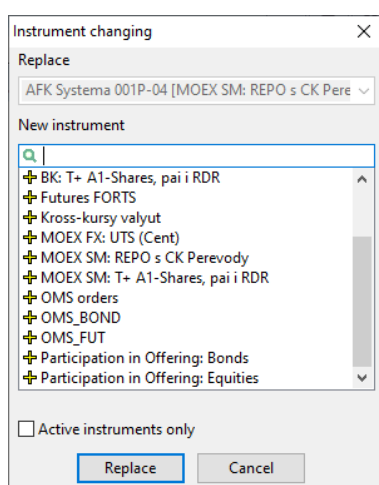 Instrument changing
Replace
AFK Systema 001P-04 [MOEX SM: REPO s CK Pere
New instrument
BK: T+ A1-Shares, pai i RDR
Futures FORTS
Kross-kursy valyut
MOEX FX: UTS (Cent)
MOEX SM: REPO s CK Perevody
MOEX SM: T+ A1-Shares, pai i RDR
OMS orders
OMS_BOND
OMS_FUT
Participation in Offering: Bonds
Participation in Offering: Equities
Active instruments only
Replace Cancel